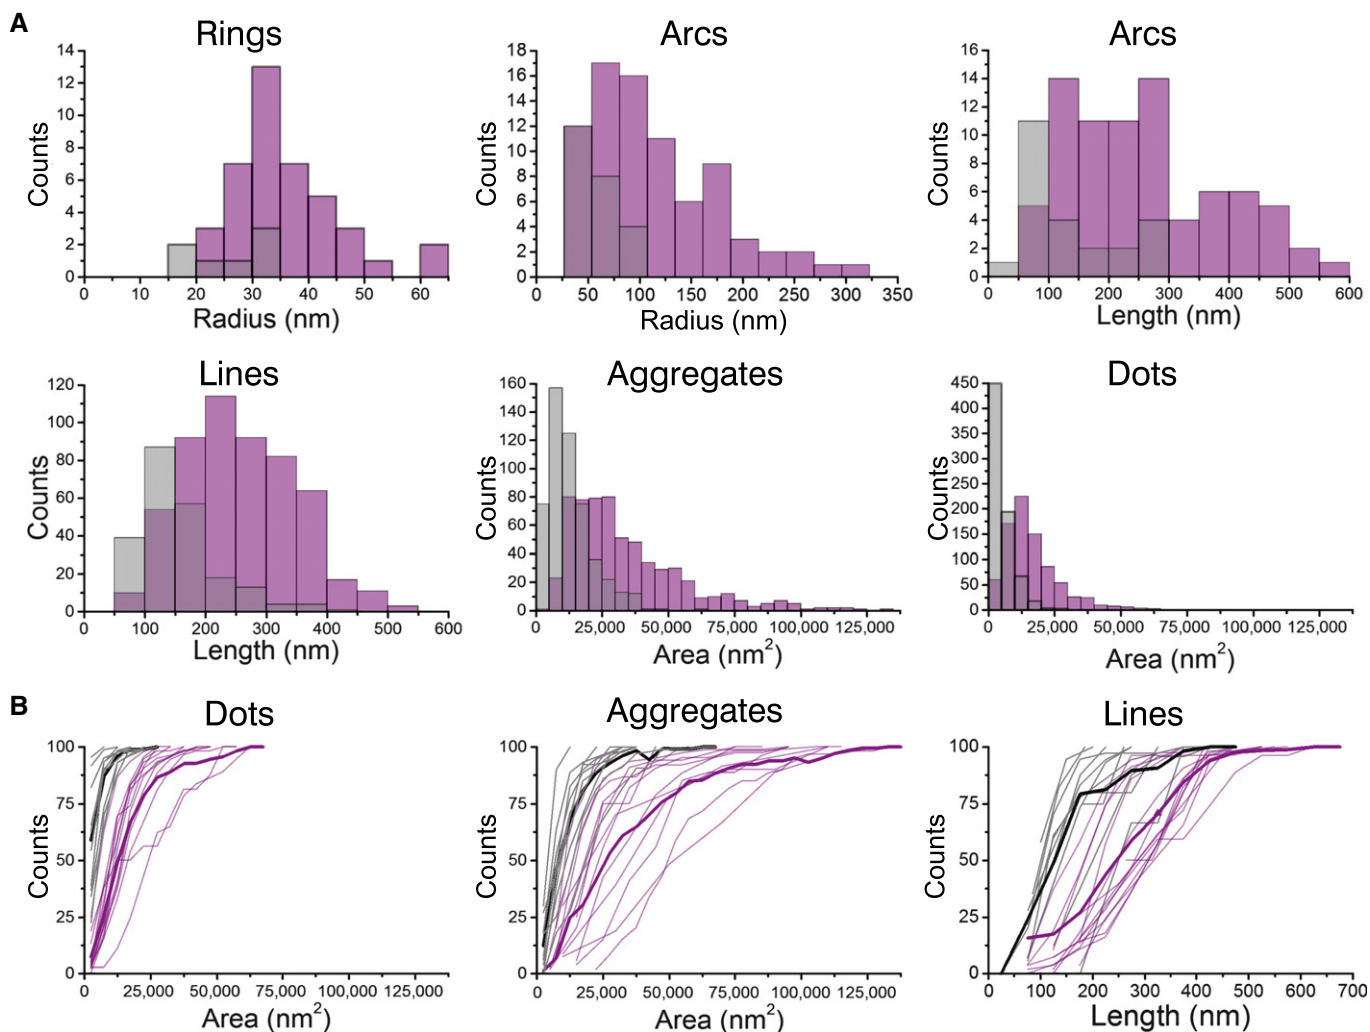 A
Rings
Arcs
Arcs
Counts
14
12
10
8
6
4
2
0
0 10 20 30 40 50 60
Radius (nm)
Counts
18
16
14
12
10
8
6
4
2
0
0 50 100 150 200 250 300 350
Radius (nm)
Counts
16
14
12
10
8
6
4
2
0
0 100 200 300 400 500 600
Length (nm)
Lines
Aggregates
Dots
Counts
120
100
80
60
40
20
0
0 100 200 300 400 500 600
Length (nm)
Counts
160
140
120
100
80
60
40
20
0
0 25,000 50,000 75,000 100,000 125,000
Area (nm²)
Counts
450
400
350
300
250
200
150
100
50
0
0 25,000 50,000 75,000 100,000 125,000
Area (nm²)
B
Dots
Aggregates
Lines
Counts
100
75
50
25
0
0 25,000 50,000 75,000 100,000 125,000
Area (nm²)
Counts
100
75
50
25
0
0 25,000 50,000 75,000 100,000 125,000
Area (nm²)
Counts
100
75
50
25
0
0 100 200 300 400 500 600 700
Length (nm)